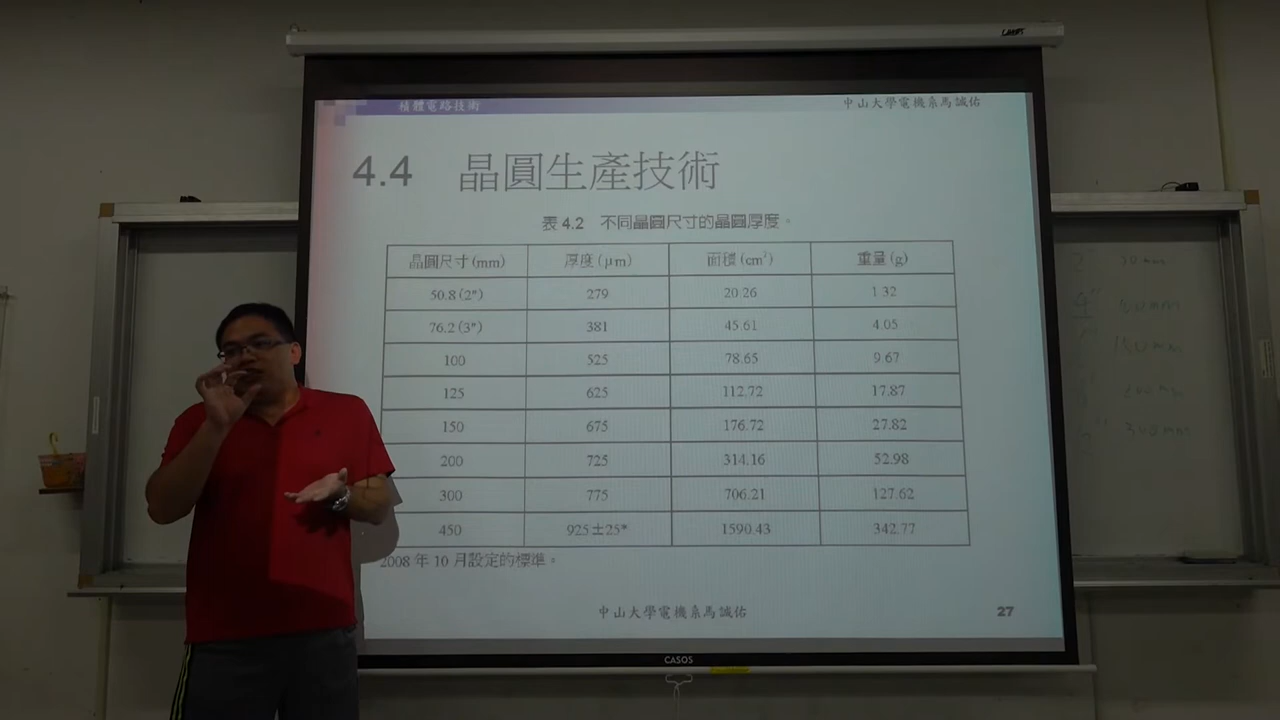 積體電路技術
中山大學電機系馬誠佑
4.4 晶圓生產技術
表 4.2 不同晶圓尺寸的晶圓厚度。
晶圓尺寸(mm) 厚度(μm) 面積(cm²) 重量(g)
50.8(2") 279 20.26 1.32
76.2(3") 381 45.61 4.05
100 525 78.65 9.67
125 625 112.72 17.87
150 675 176.72 27.82
200 725 314.16 52.98
300 775 706.21 127.62
450 925±25* 1590.43 342.77
2008 年 10 月設定的標準。
中山大學電機系馬誠佑
27
CASOS
200mm
300mm